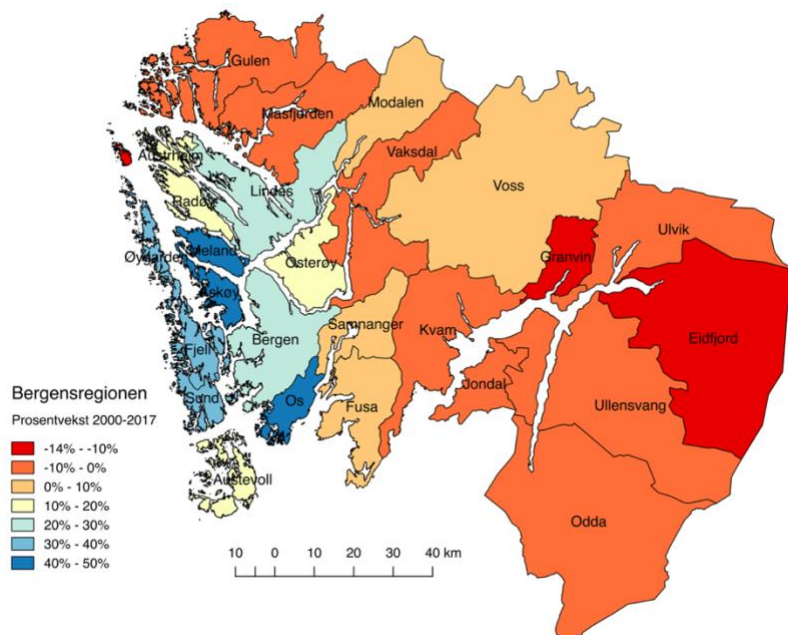 Gulen
Masfjorden
Modalen
Austrheim
Vaksdal
Lindås
Voss
Radøy
Ulvik
Øygarden
Meland
Osterøy
Granvin
Askøy
Samnanger
Kvam
Eidfjord
Bergen
Fjell
Jondal
Bergensregionen
Sund
Os
Fusa
Ullensvang
Prosentvekst 2000-2017
-14% - -10%
-10% - 0%
0% - 10%
Austevoll
10% - 20%
20% - 30%
30% - 40%
40% - 50%
Odda
10 0 10 20 30 40 km